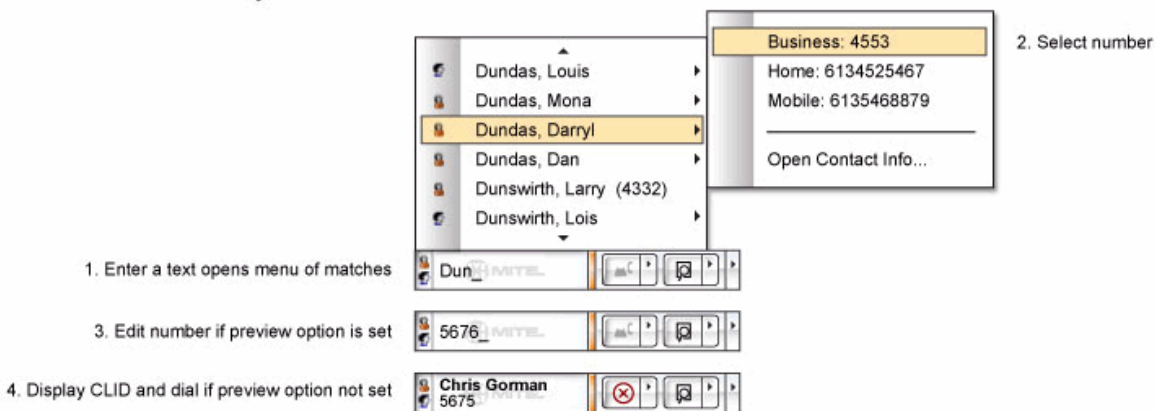 Business: 4553
2. Select number
Home: 6134525467
Mobile: 6135468879
Open Contact Info...
Dundas, Louis
Dundas, Mona
Dundas, Darryl
Dundas, Dan
Dunswirth, Larry (4332)
Dunswirth, Lois
1. Enter a text opens menu of matches
Dun_ MITEL
3. Edit number if preview option is set
5676_ MITEL
4. Display CLID and dial if preview option not set
Chris Gorman
5675 MITEL